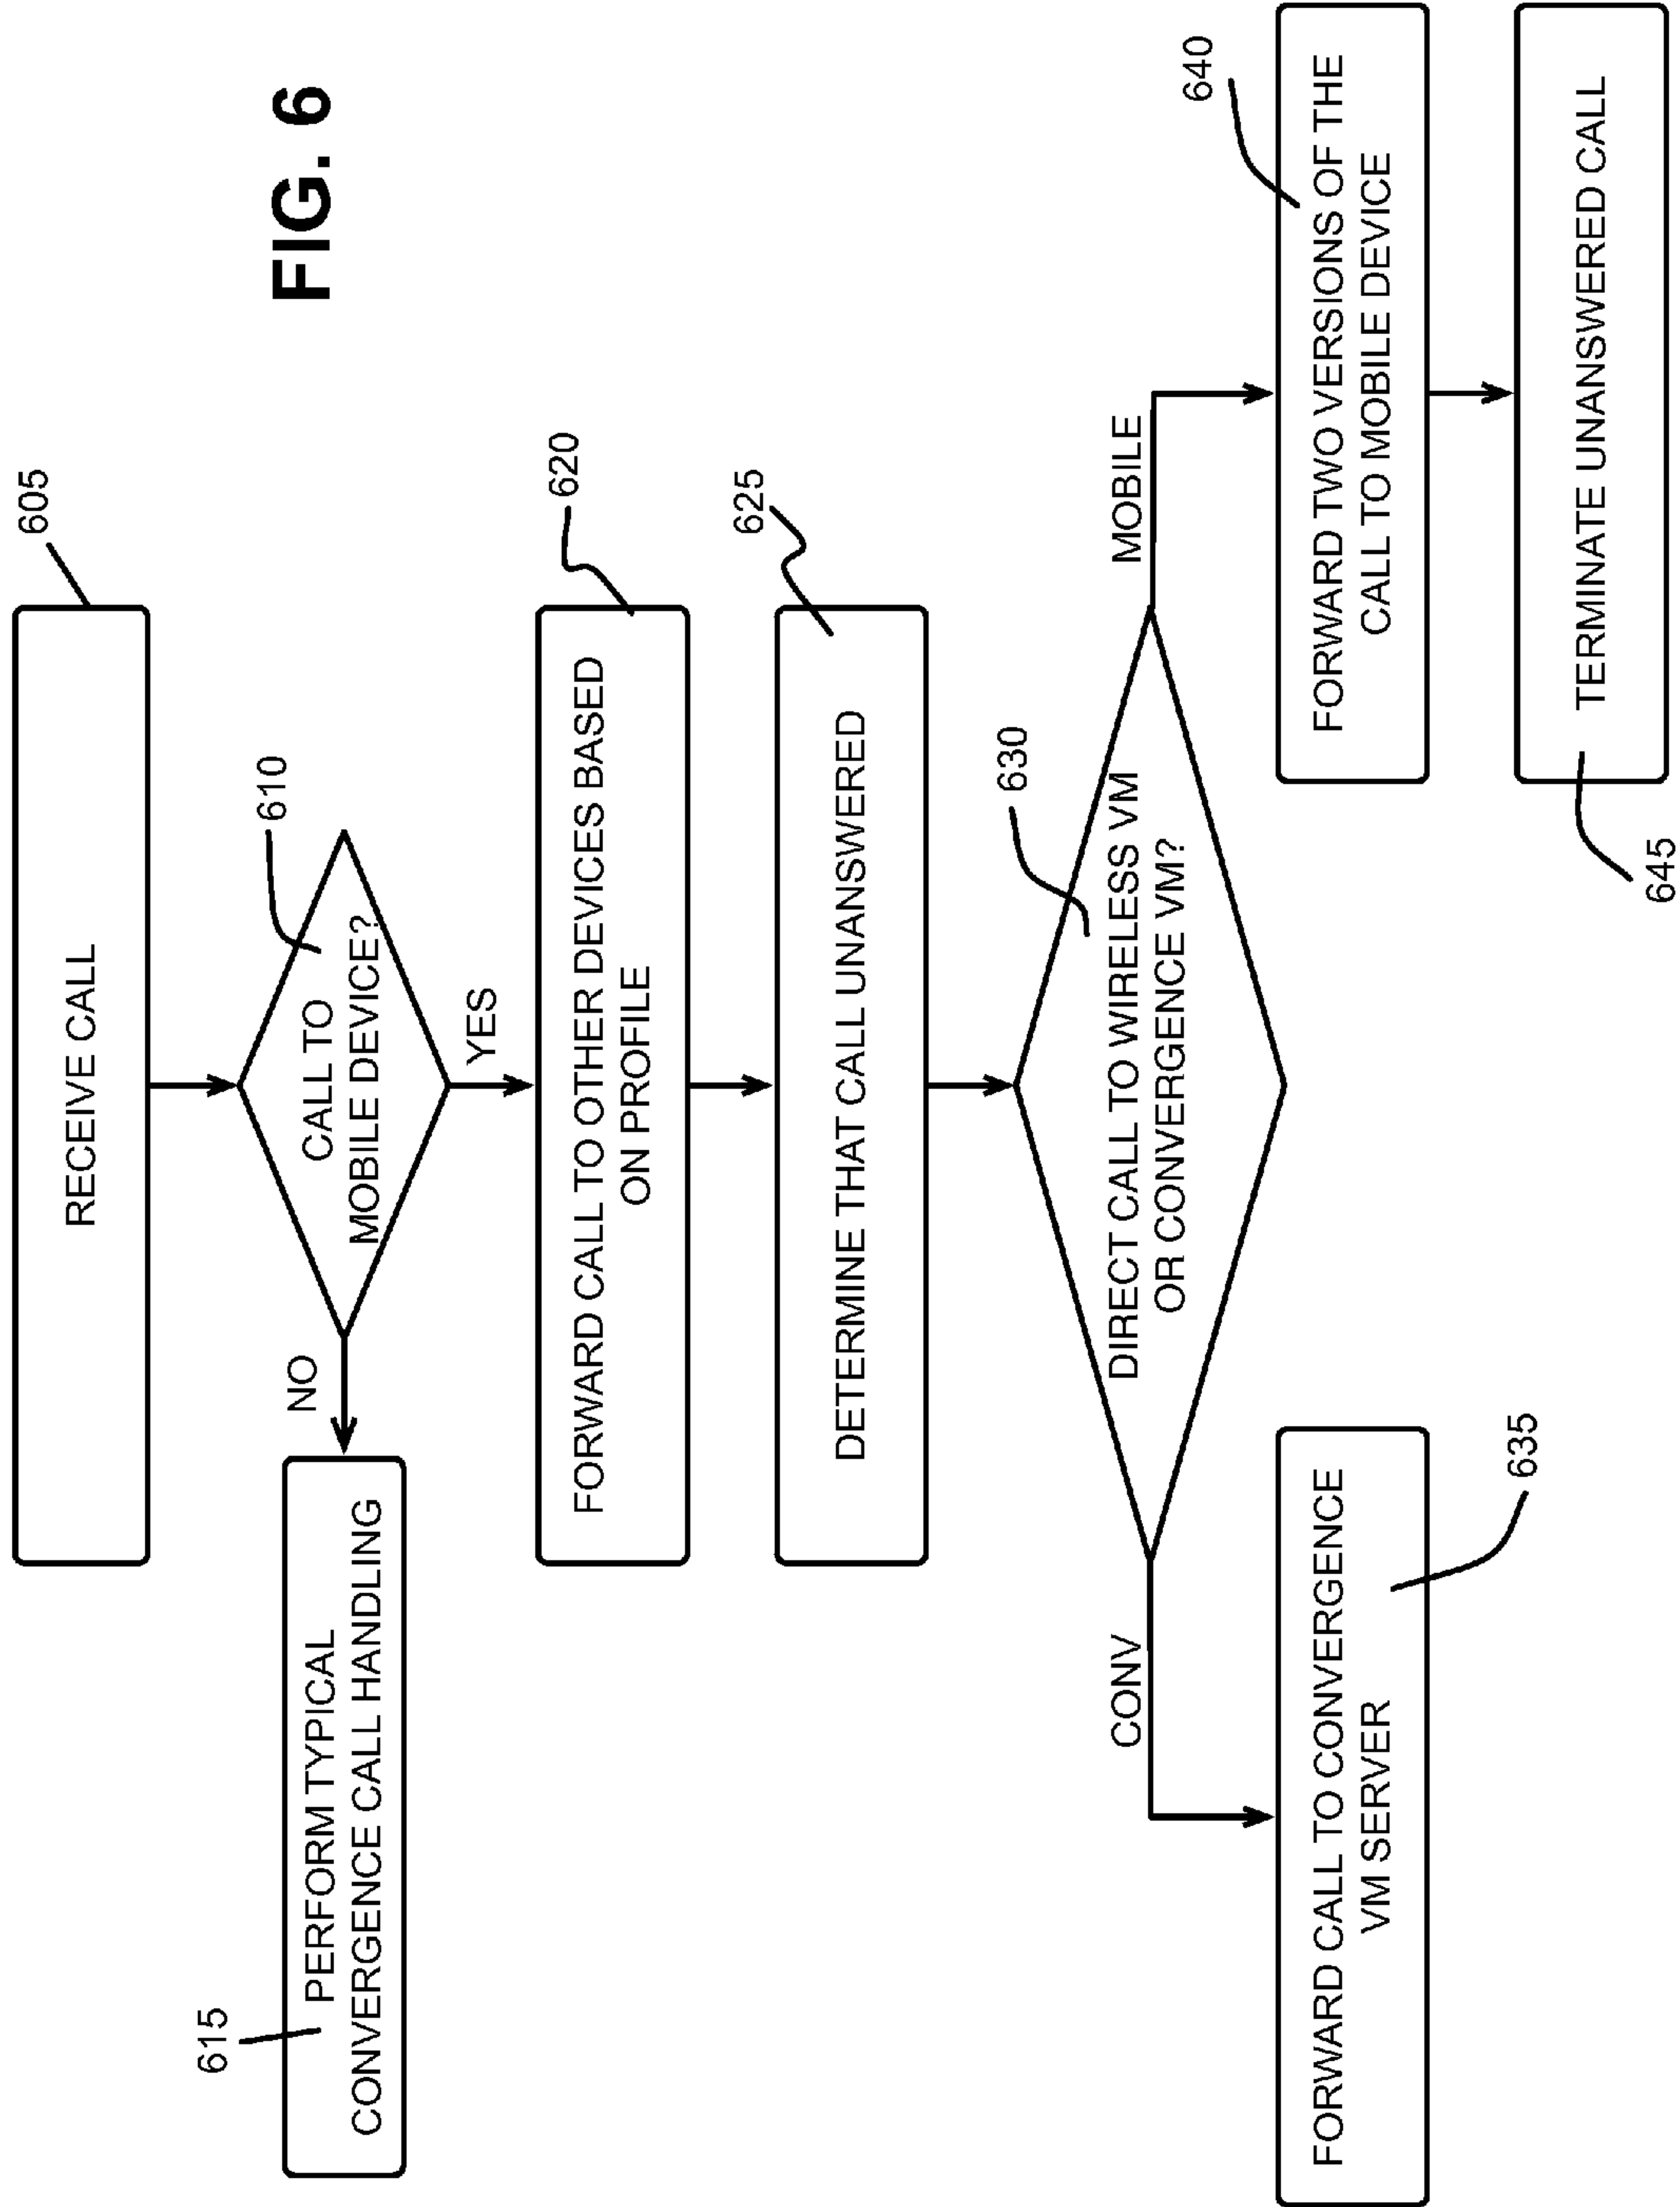 FIG. 6
605
RECEIVE CALL
610
CALL TO
MOBILE DEVICE?
NO
YES
615
PERFORM TYPICAL
CONVERGENCE CALL HANDLING
620
FORWARD CALL TO OTHER DEVICES BASED
ON PROFILE
625
DETERMINE THAT CALL UNANSWERED
630
DIRECT CALL TO WIRELESS VM
OR CONVERGENCE VM?
CONV
MOBILE
FORWARD CALL TO CONVERGENCE
VM SERVER
635
640
FORWARD TWO VERSIONS OF THE
CALL TO MOBILE DEVICE
645
TERMINATE UNANSWERED CALL